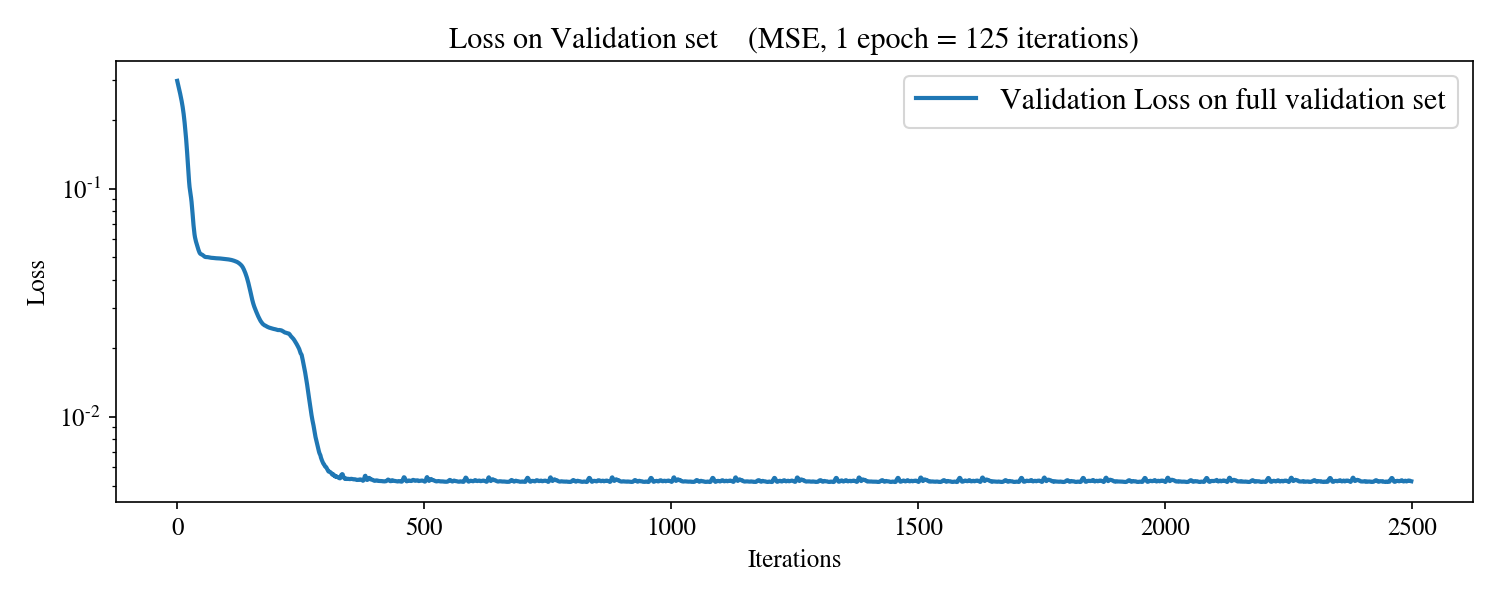 Loss on Validation set (MSE, 1 epoch = 125 iterations)
Validation Loss on full validation set
Loss
10⁻¹
10⁻²
0 500 1000 1500 2000 2500
Iterations